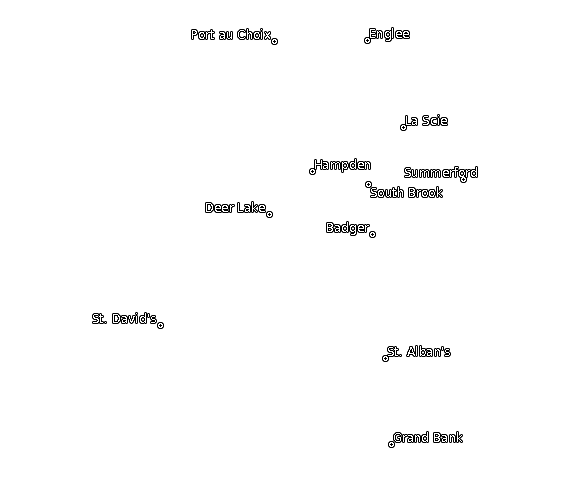 Port au Choix
Englee
La Scie
Hampden
Summerford
South Brook
Deer Lake
Badger
St. David's
St. Alban's
Grand Bank